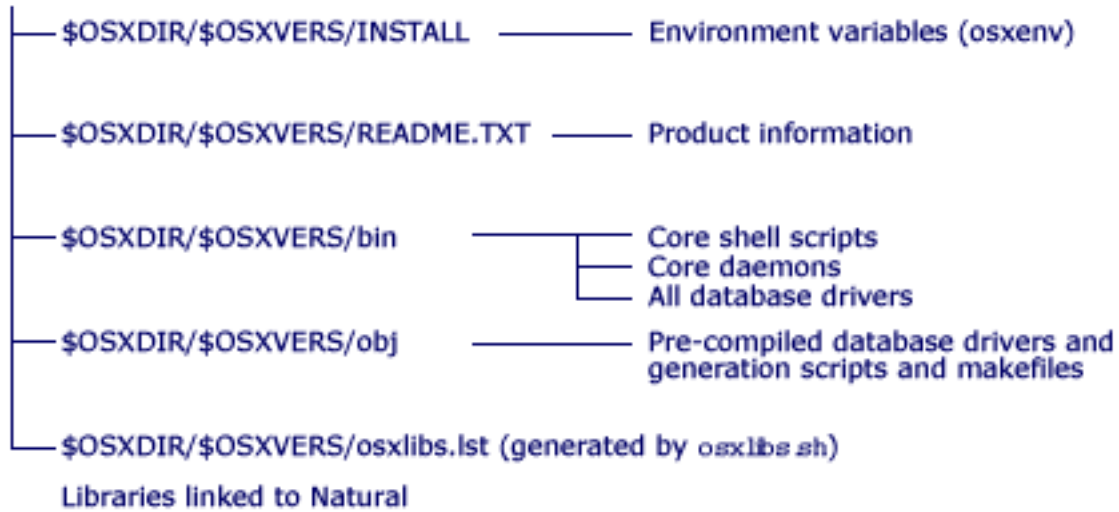 $OSXDIR/$OSXVERS/INSTALL Environment variables (osxenv)
$OSXDIR/$OSXVERS/README.TXT Product information
$OSXDIR/$OSXVERS/bin Core shell scripts
Core daemons
All database drivers
$OSXDIR/$OSXVERS/obj Pre-compiled database drivers and
generation scripts and makefiles
$OSXDIR/$OSXVERS/osxlibs.lst (generated by osxlibs.sh)
Libraries linked to Natural